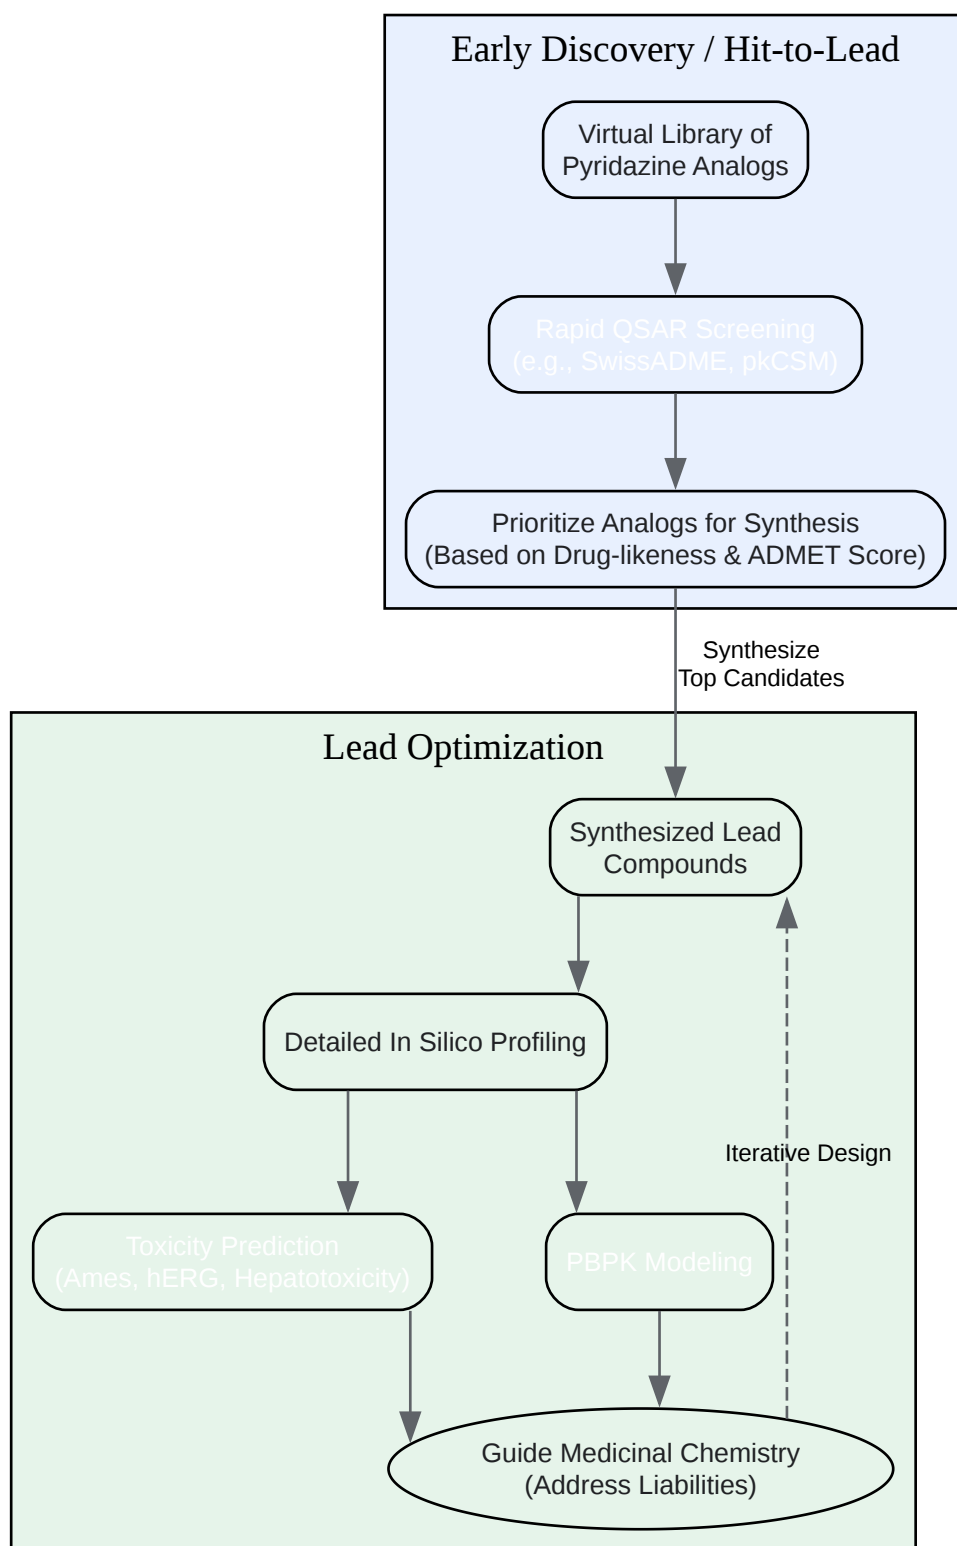 Early Discovery / Hit-to-Lead
Virtual Library of
Pyridazine Analogs
Rapid QSAR Screening
(e.g., SwissADME, pkCSM)
Prioritize Analogs for Synthesis
(Based on Drug-likeness & ADMET Score)
Synthesize
Top Candidates
Lead Optimization
Synthesized Lead
Compounds
Detailed In Silico Profiling
Iterative Design
Toxicity Prediction
(Ames, hERG, Hepatotoxicity)
PBPK Modeling
Guide Medicinal Chemistry
(Address Liabilities)